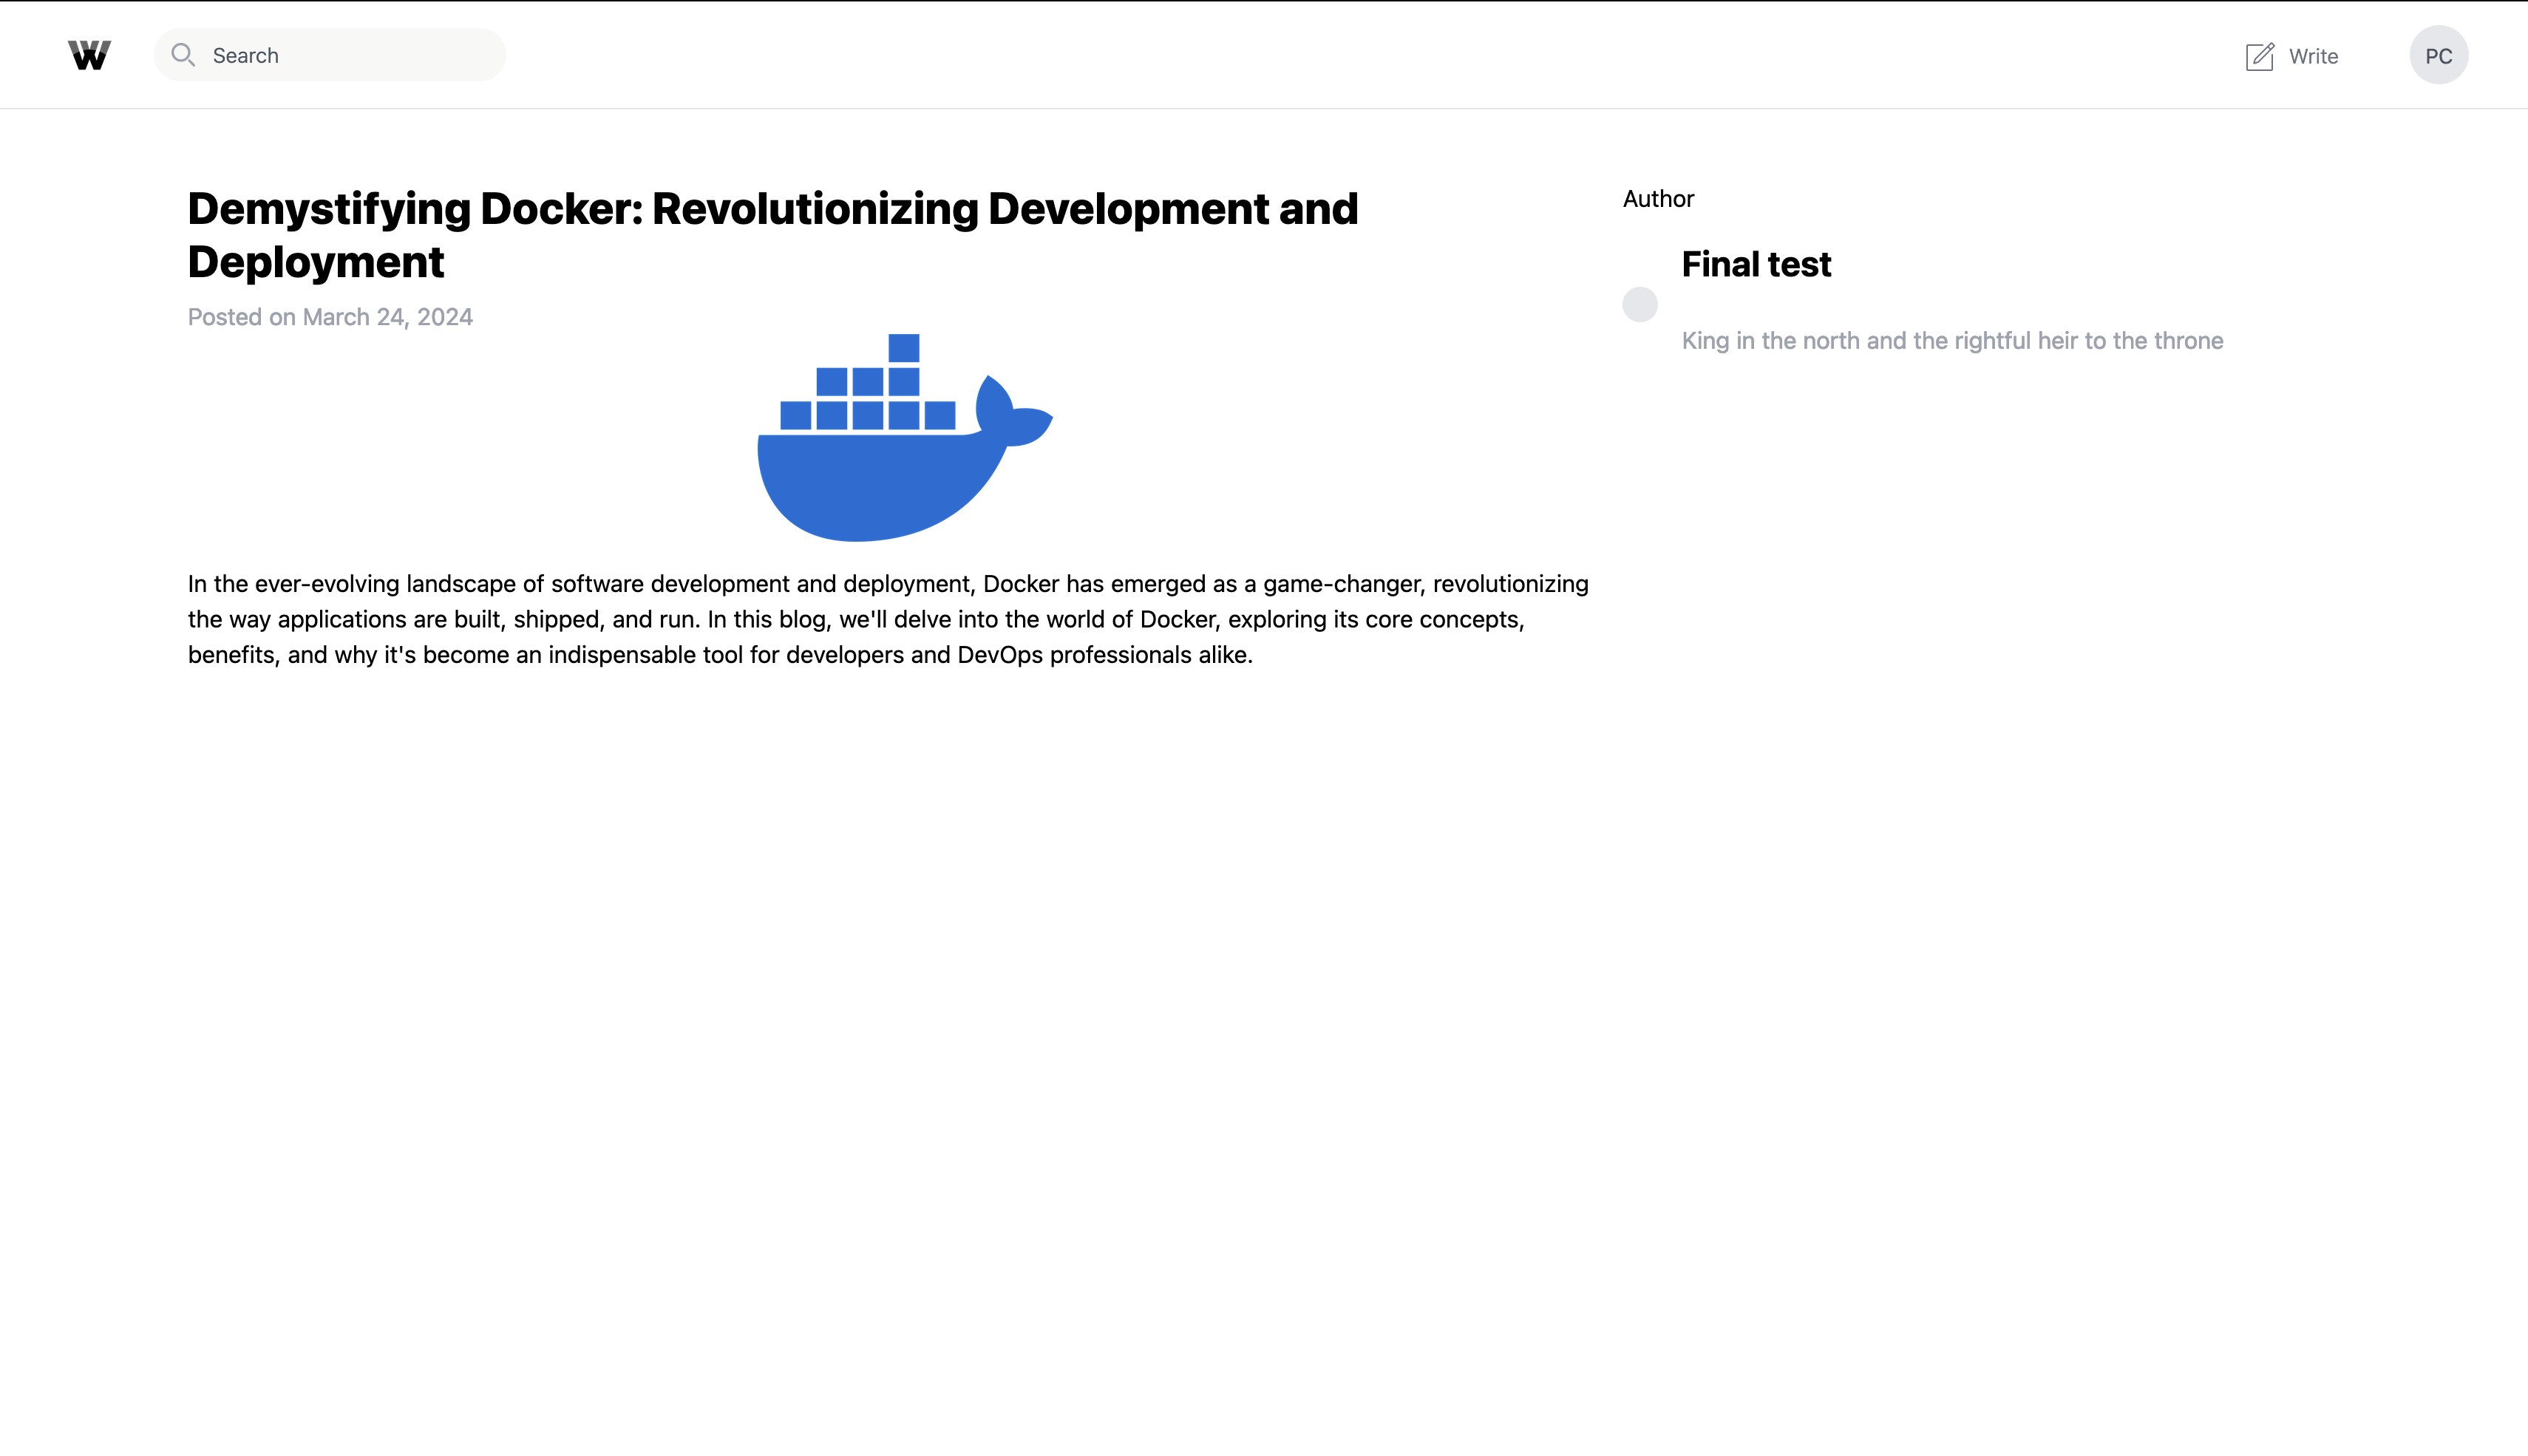 W
Search
Write
PC
Demystifying Docker: Revolutionizing Development and
Deployment
Posted on March 24, 2024
In the ever-evolving landscape of software development and deployment, Docker has emerged as a game-changer, revolutionizing
the way applications are built, shipped, and run. In this blog, we'll delve into the world of Docker, exploring its core concepts,
benefits, and why it's become an indispensable tool for developers and DevOps professionals alike.
Author
Final test
King in the north and the rightful heir to the throne